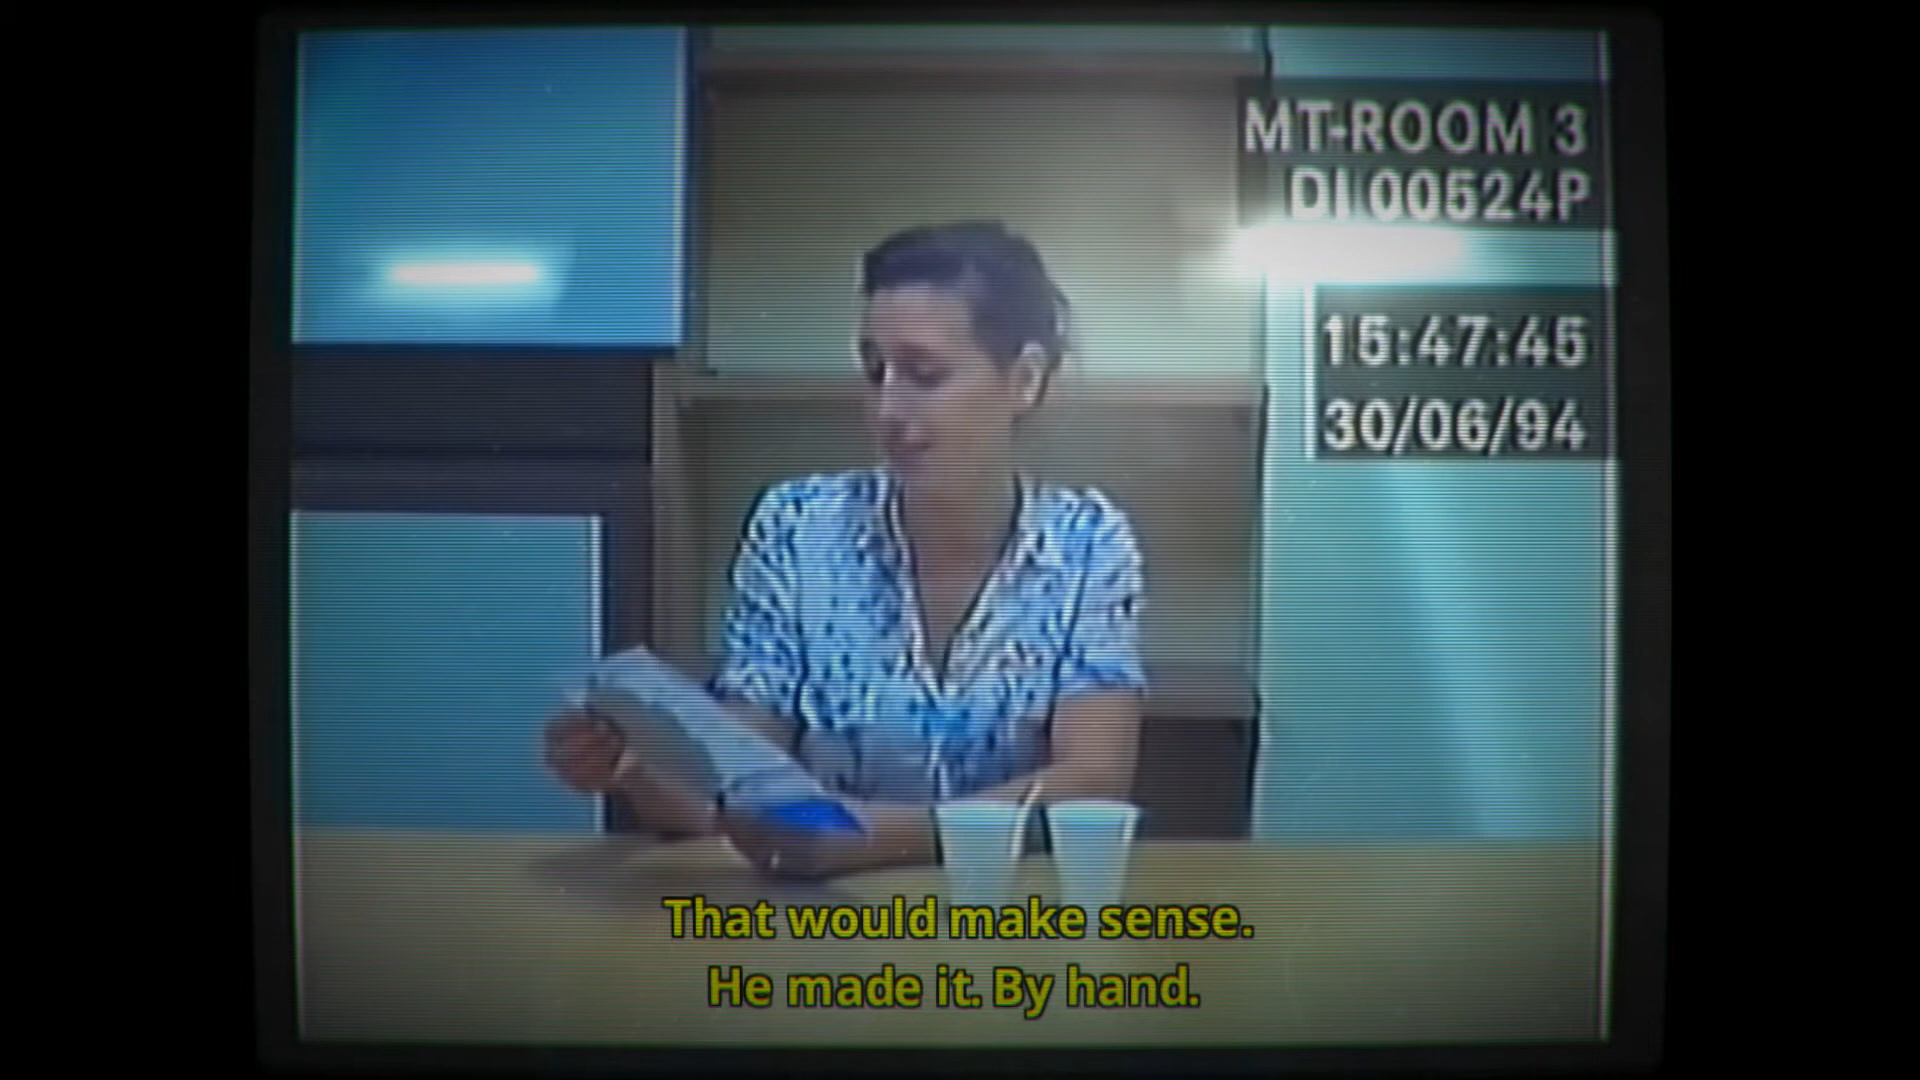 MT-ROOM 3
DI 00524P
15:47:45
30/06/94
That would make sense.
He made it. By hand.